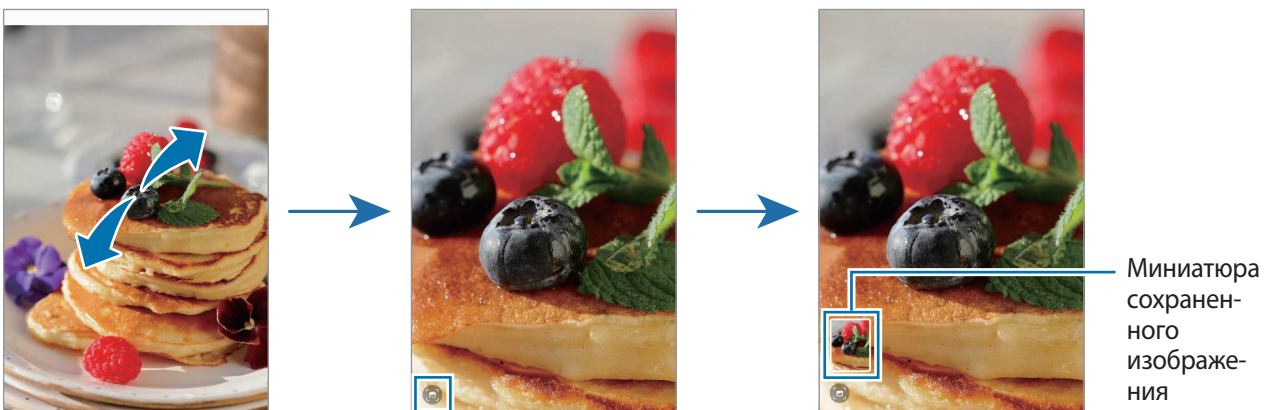 Миниатюра
сохранен-
ного
изображе-
ния